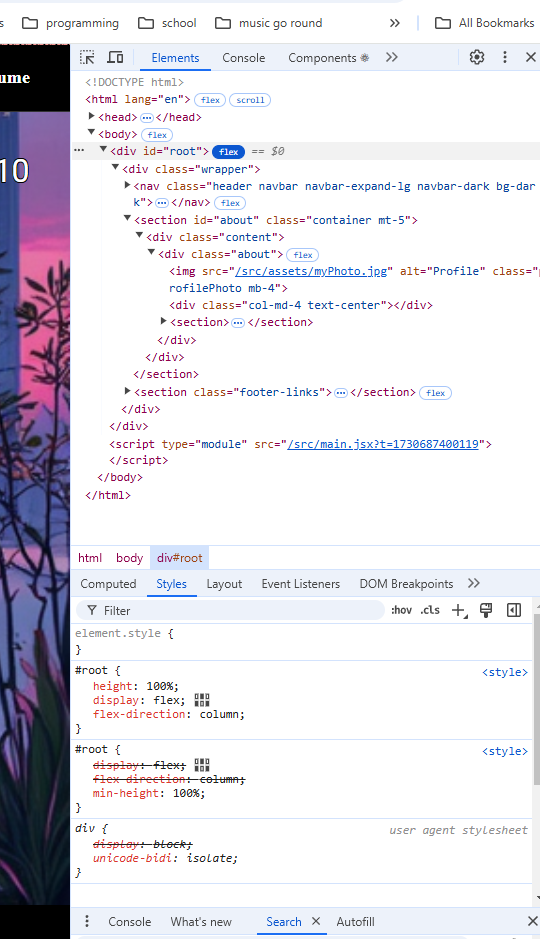 s programming school music go round » All Bookmarks
Elements Console Components »
ume
10
<!DOCTYPE html>
<html lang="en"> flex scroll
<head> ⋯ </head>
<body> flex
⋯ <div id="root"> flex == $0
<div class="wrapper">
<nav class="header navbar navbar-expand-lg navbar-dark bg-dar
k"> ⋯ </nav> flex
<section id="about" class="container mt-5">
<div class="content">
<div class="about"> flex
<img src="/src/assets/myPhoto.jpg" alt="Profile" class="p
rofilePhoto mb-4">
<div class="col-md-4 text-center"></div>
<section> ⋯ </section>
</div>
</div>
</section>
<section class="footer-links"> ⋯ </section> flex
</div>
</div>
<script type="module" src="/src/main.jsx?t=1730687400119">
</script>
</body>
</html>
html body div#root
Computed Styles Layout Event Listeners DOM Breakpoints »
Filter :hov .cls
element.style {
}
#root { <style>
height: 100%;
display: flex;
flex-direction: column;
}
#root { <style>
display: flex;
flex-direction: column;
min-height: 100%;
}
div { user agent stylesheet
display: block;
unicode-bidi: isolate;
}
Console What's new Search Autofill